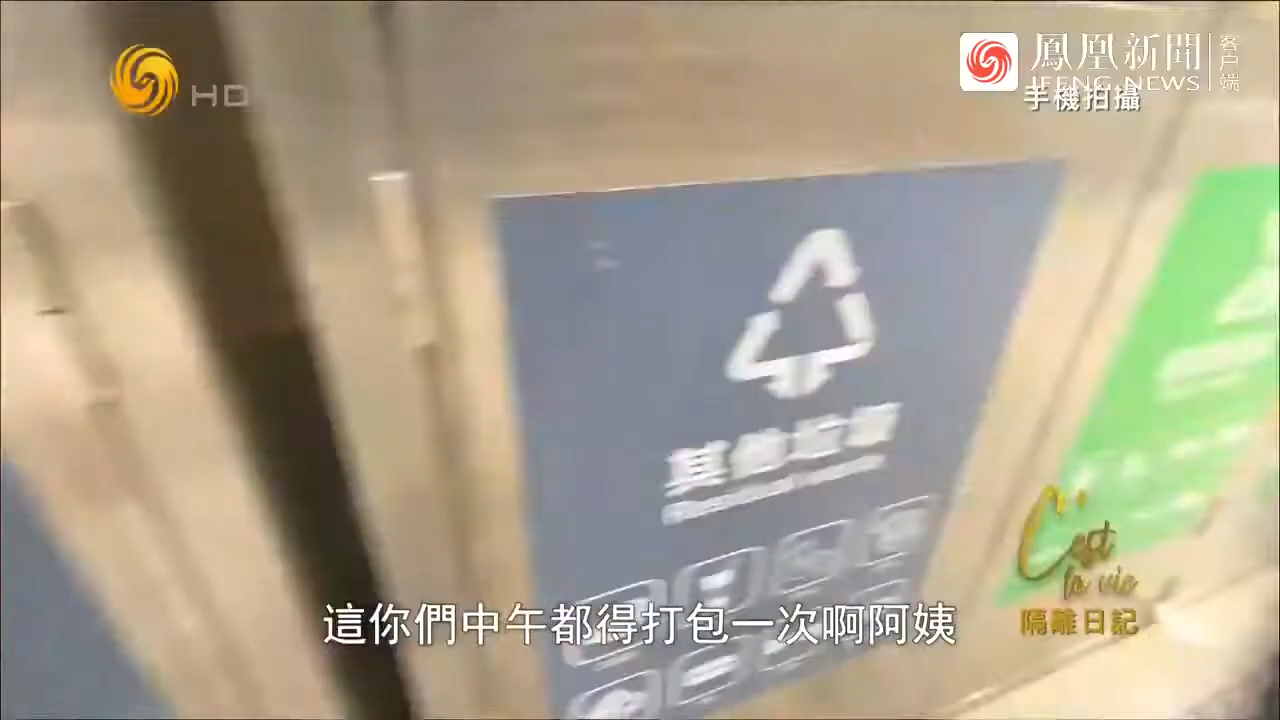 HD
鳳凰新聞
IFENG NEWS
客户端
手機拍攝
其他垃圾
C'est
la vie
隔離日記
這你們中午都得打包一次啊阿姨